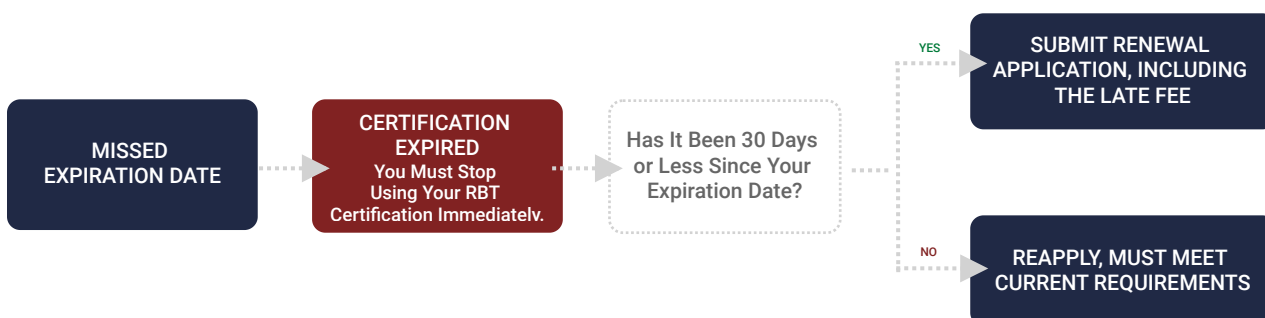 MISSED
EXPIRATION DATE
CERTIFICATION
EXPIRED
You Must Stop
Using Your RBT
Certification Immediately.
Has It Been 30 Days
or Less Since Your
Expiration Date?
YES
SUBMIT RENEWAL
APPLICATION, INCLUDING
THE LATE FEE
NO
REAPPLY, MUST MEET
CURRENT REQUIREMENTS